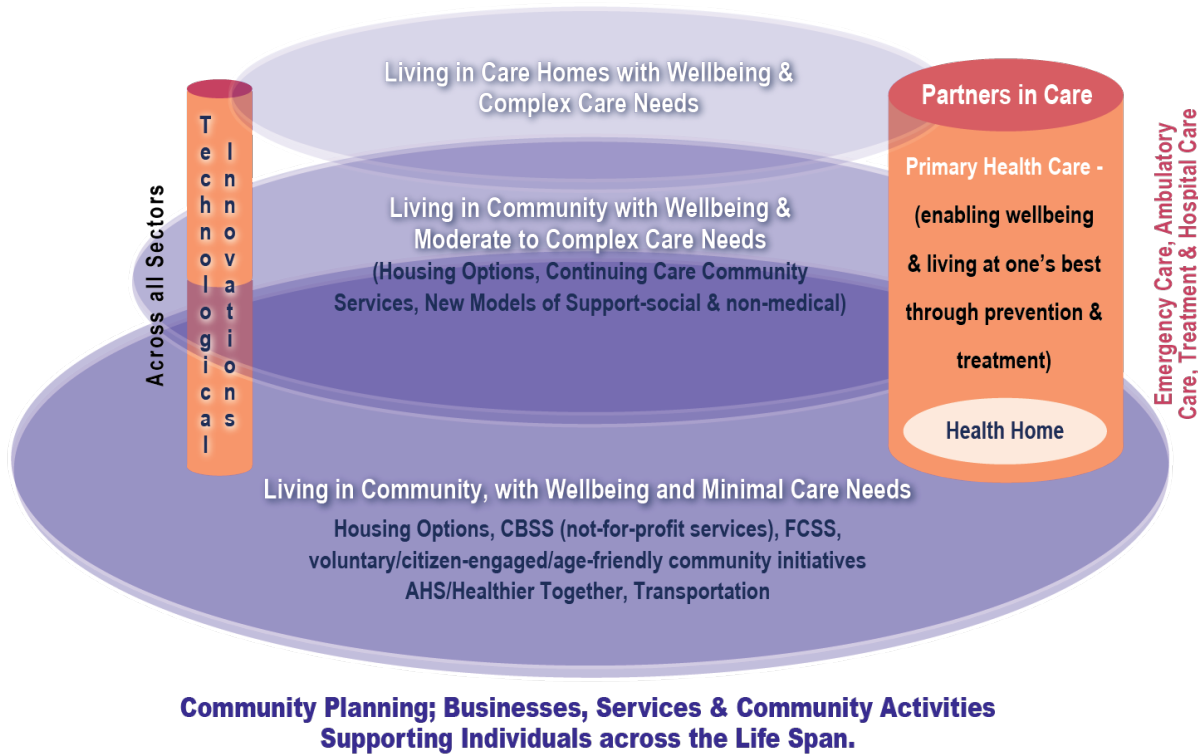 Living in Care Homes with Wellbeing &
Complex Care Needs
Technological
Innovations
Across all Sectors
Living in Community with Wellbeing &
Moderate to Complex Care Needs
(Housing Options, Continuing Care Community
Services, New Models of Support-social & non-medical)
Partners in Care
Primary Health Care -
(enabling wellbeing
& living at one's best
through prevention &
treatment)
Health Home
Emergency Care, Ambulatory
Care, Treatment & Hospital Care
Living in Community, with Wellbeing and Minimal Care Needs
Housing Options, CBSS (not-for-profit services), FCSS,
voluntary/citizen-engaged/age-friendly community initiatives
AHS/Healthier Together, Transportation
Community Planning; Businesses, Services & Community Activities
Supporting Individuals across the Life Span.